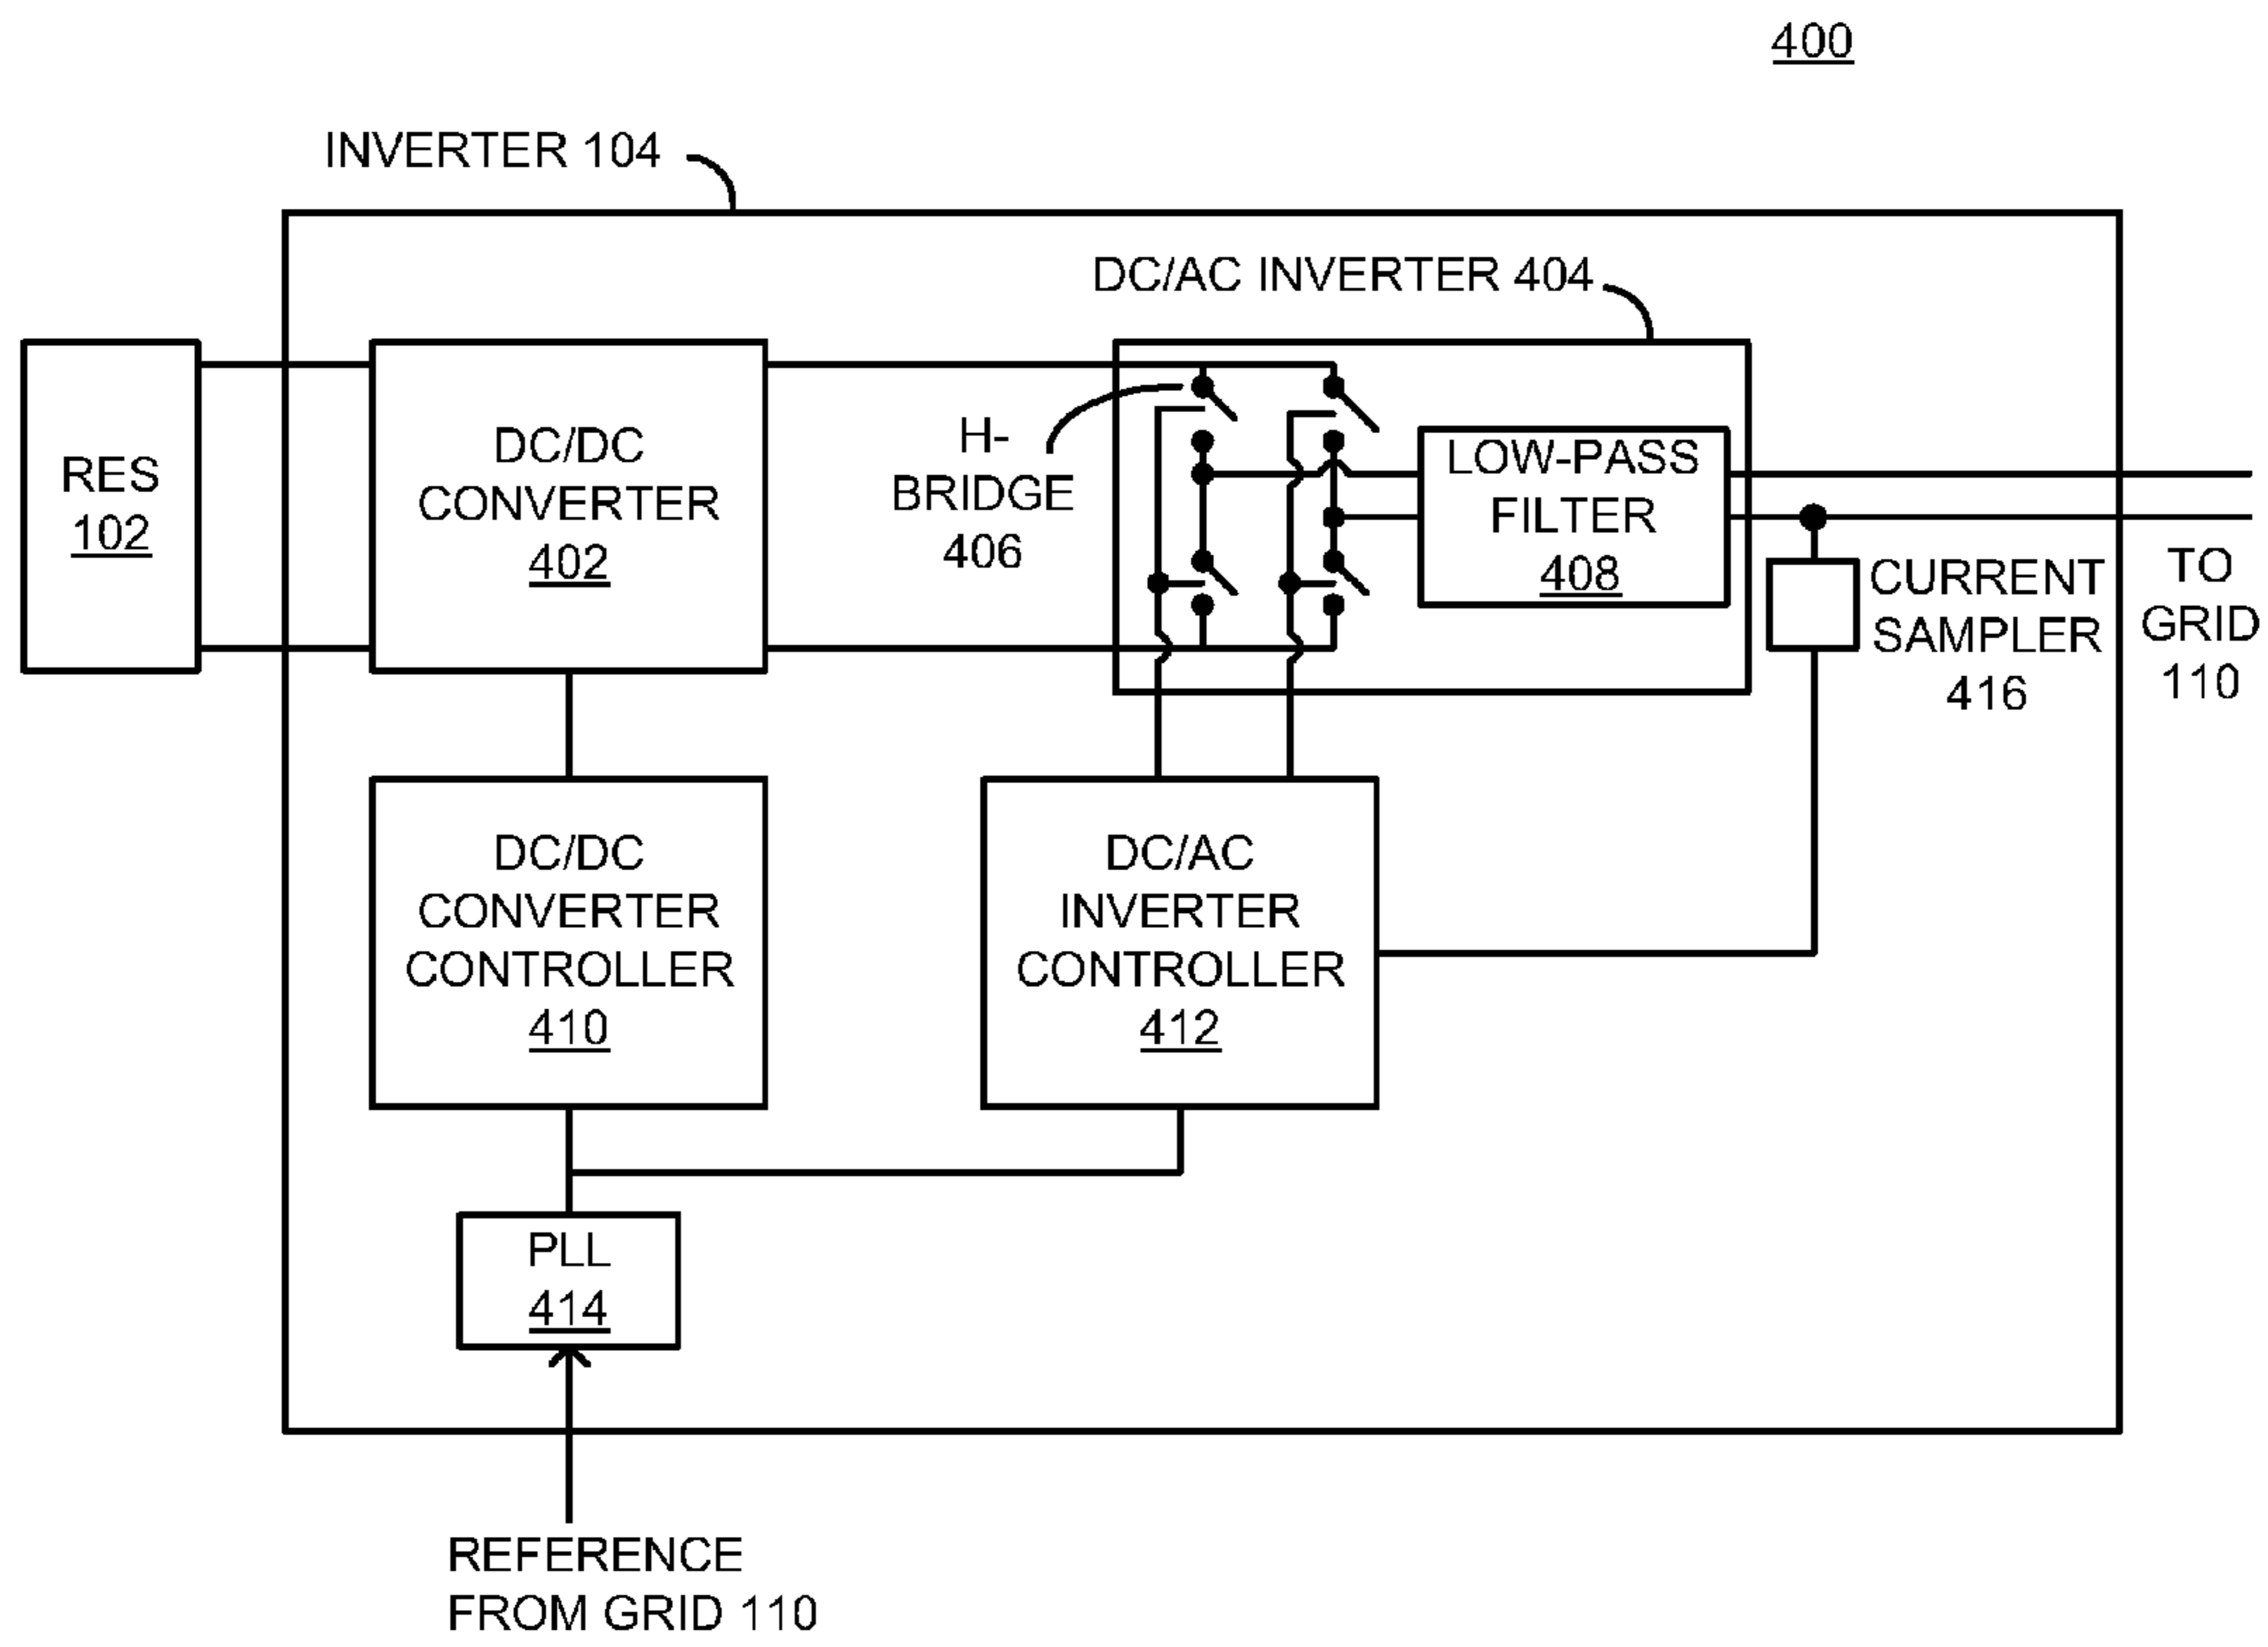 400
INVERTER 104
DC/AC INVERTER 404
RES
102
DC/DC
CONVERTER
402
H-
BRIDGE
406
LOW-PASS
FILTER
408
CURRENT
SAMPLER
416
TO
GRID
110
DC/DC
CONVERTER
CONTROLLER
410
DC/AC
INVERTER
CONTROLLER
412
PLL
414
REFERENCE
FROM GRID 110